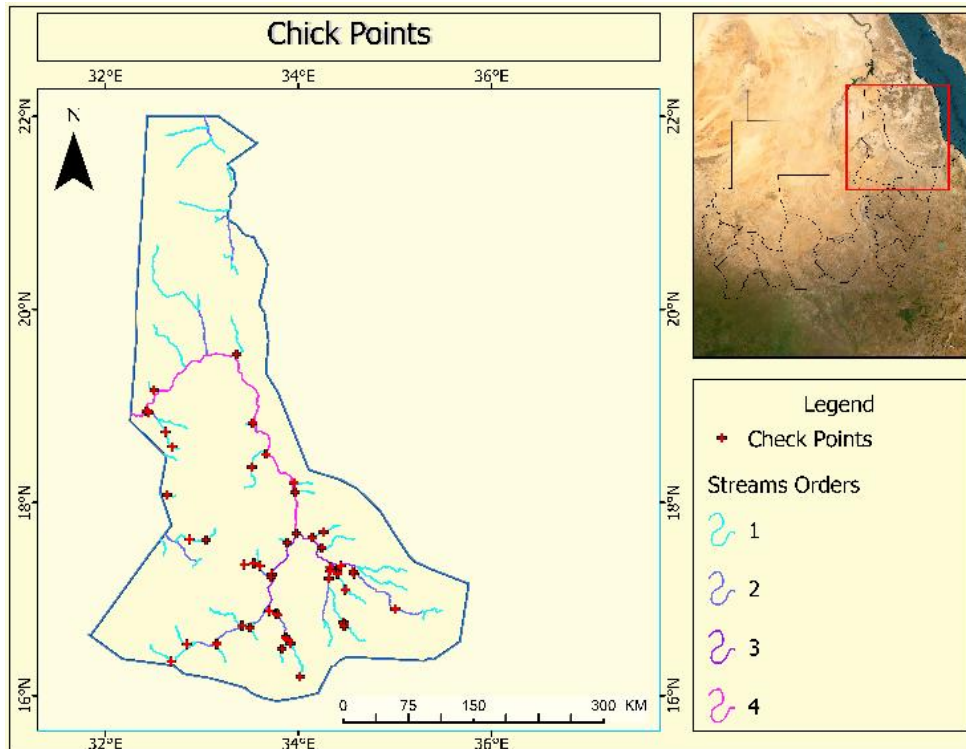 Chick Points
32°E 34°E 36°E
22°N 22°N
N
20°N 20°N
18°N 18°N
16°N 16°N
0 75 150 300 KM
32°E 34°E 36°E
Legend
Check Points
Streams Orders
1
2
3
4